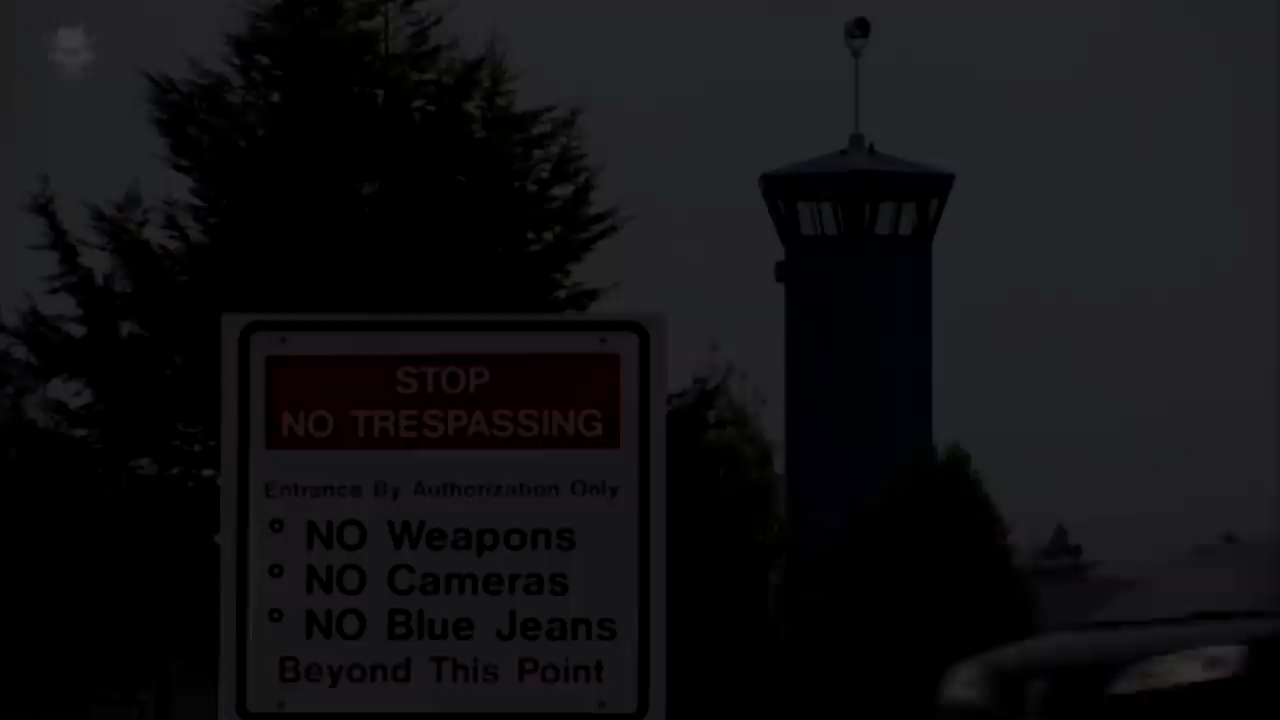 STOP
NO TRESPASSING
Entrance By Authorization Only
° NO Weapons
° NO Cameras
° NO Blue Jeans
Beyond This Point